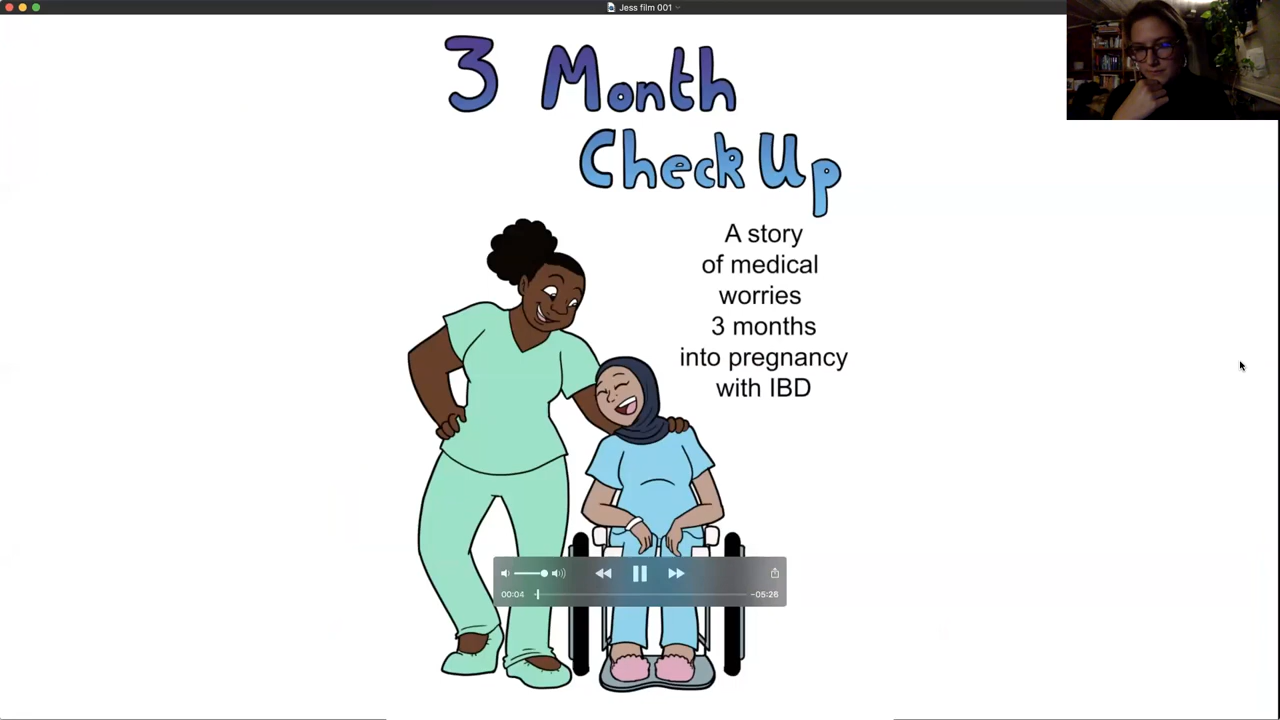 Jess film 001
3 Month
Check Up
A story
of medical
worries
3 months
into pregnancy
with IBD
00:04
-05:26